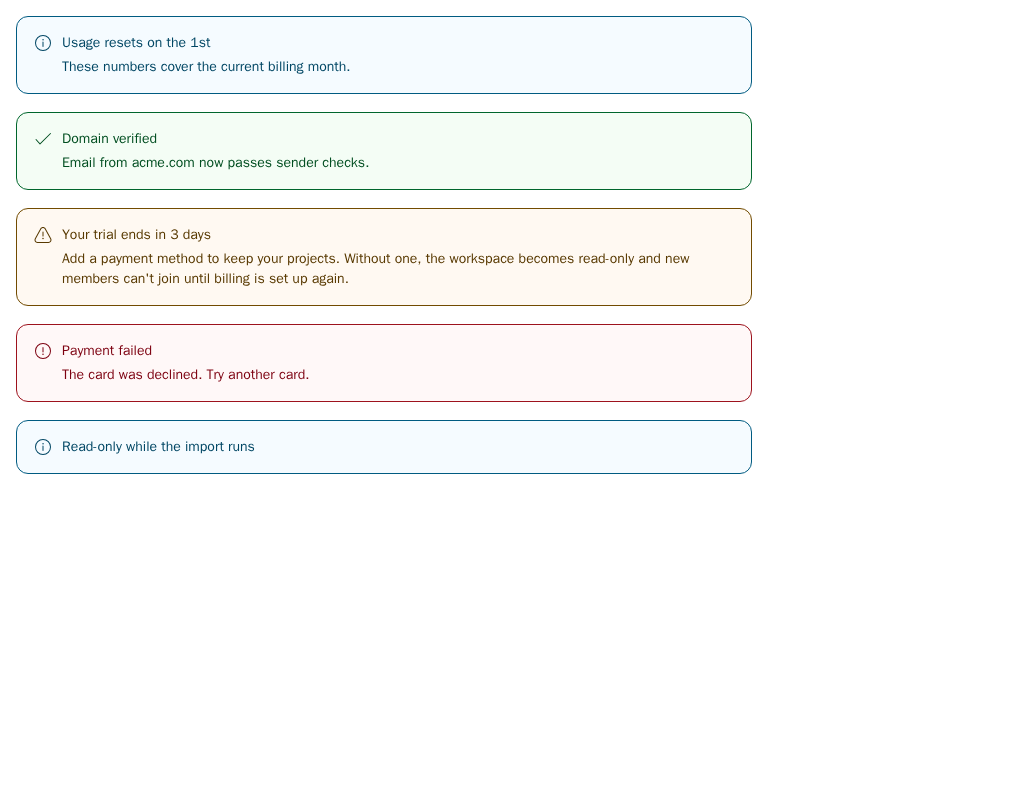 Usage resets on the 1st
These numbers cover the current billing month.
Domain verified
Email from acme.com now passes sender checks.
Your trial ends in 3 days
Add a payment method to keep your projects. Without one, the workspace becomes read-only and new
members can't join until billing is set up again.
Payment failed
The card was declined. Try another card.
Read-only while the import runs